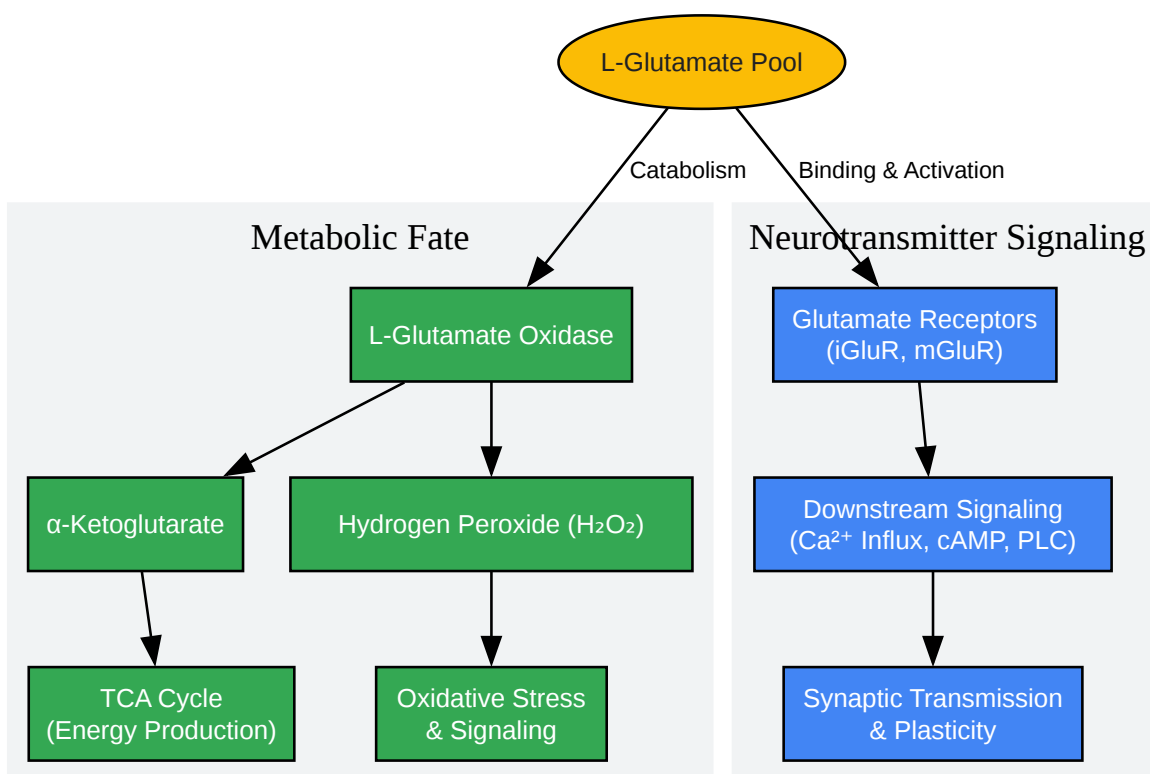 L-Glutamate Pool
Catabolism
Binding & Activation
Metabolic Fate
Neurotransmitter Signaling
L-Glutamate Oxidase
Glutamate Receptors
(iGluR, mGluR)
α-Ketoglutarate
Hydrogen Peroxide (H₂O₂)
Downstream Signaling
(Ca²⁺ Influx, cAMP, PLC)
TCA Cycle
(Energy Production)
Oxidative Stress
& Signaling
Synaptic Transmission
& Plasticity